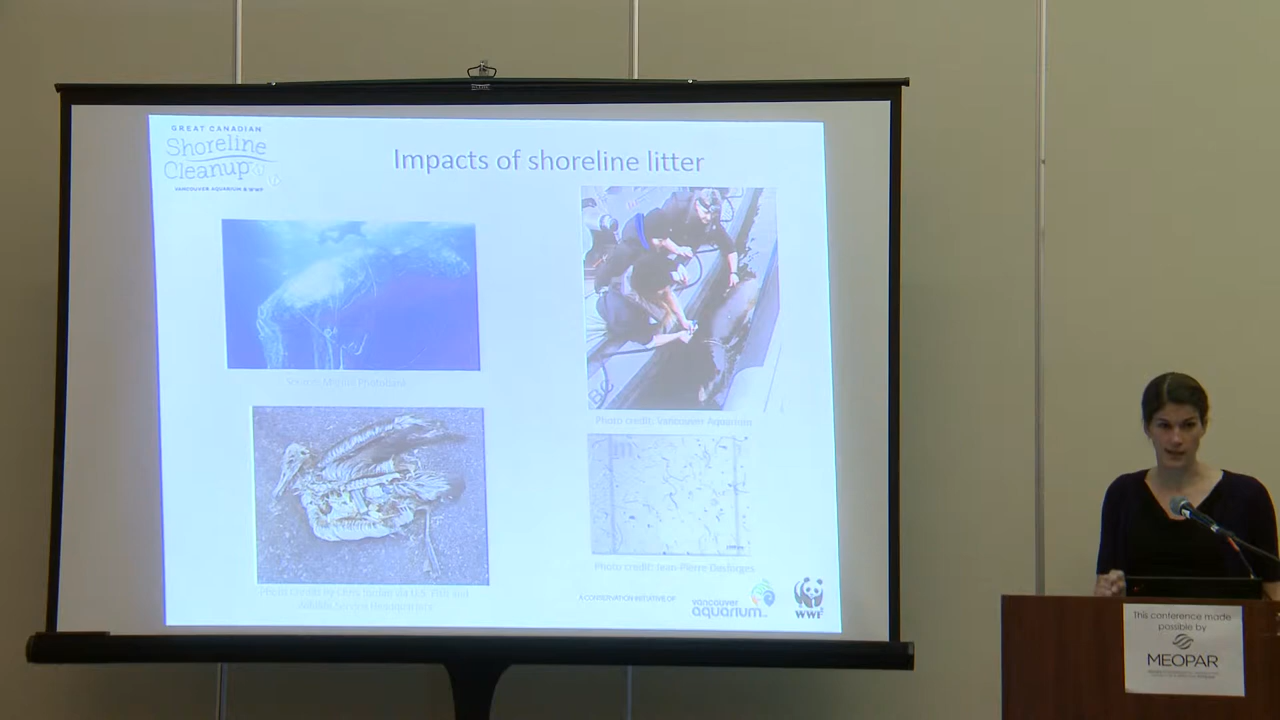 GREAT CANADIAN
Shoreline
Cleanup
VANCOUVER AQUARIUM & WWF
Impacts of shoreline litter
Photo credit: Vancouver Aquarium
Photo credit: Jean-Pierre Desforges
A CONSERVATION INITIATIVE OF
vancouver
aquarium
WWF
This conference made
possible by
MEOPAR